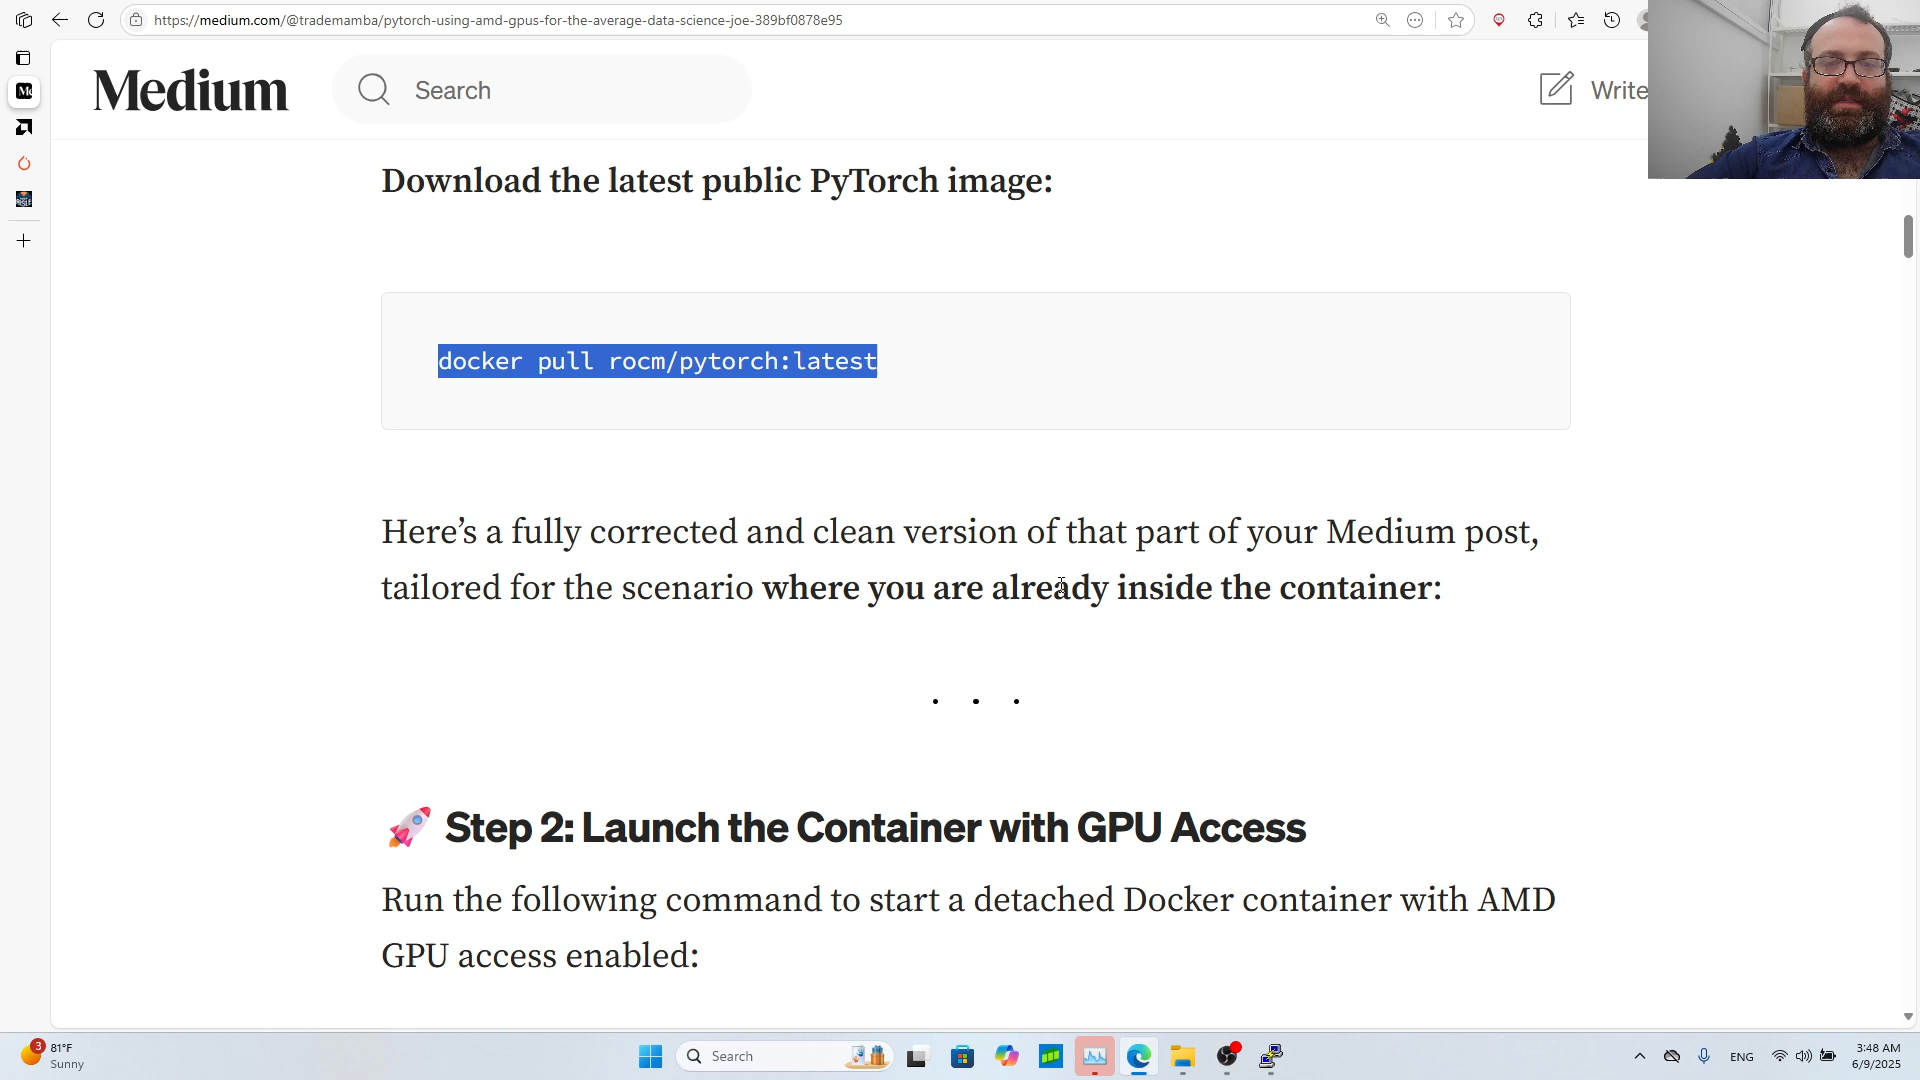 https://medium.com/@trademamba/pytorch-using-amd-gpus-for-the-average-data-science-joe-389bf0878e95
Medium
Search
Write
Download the latest public PyTorch image:
docker pull rocm/pytorch:latest
Here’s a fully corrected and clean version of that part of your Medium post,
tailored for the scenario where you are already inside the container:
Step 2: Launch the Container with GPU Access
Run the following command to start a detached Docker container with AMD
GPU access enabled:
3
81°F
Sunny
Search
ENG
3:48 AM
6/9/2025